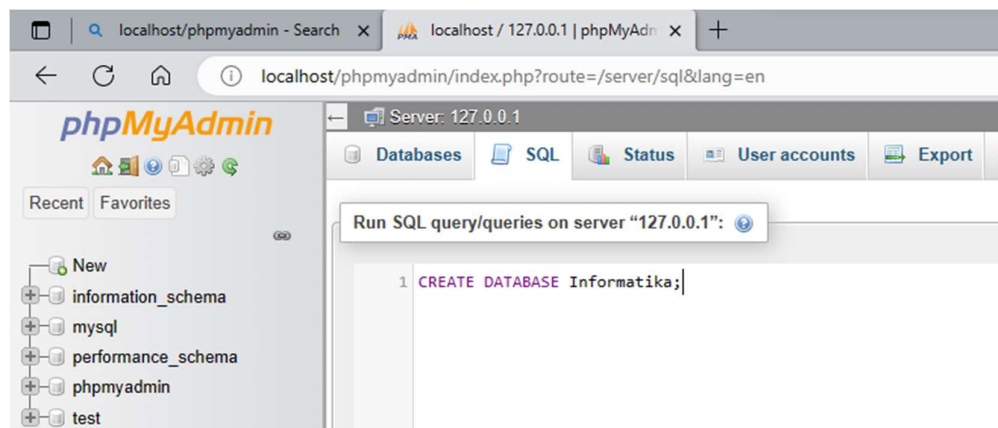 localhost/phpmyadmin - Search
localhost / 127.0.0.1 | phpMyAdm
localhost/phpmyadmin/index.php?route=/server/sql&lang=en
phpMyAdmin
Recent Favorites
New
information_schema
mysql
performance_schema
phpmyadmin
test
Server: 127.0.0.1
Databases SQL Status User accounts Export
Run SQL query/queries on server “127.0.0.1”:
1 CREATE DATABASE Informatika;